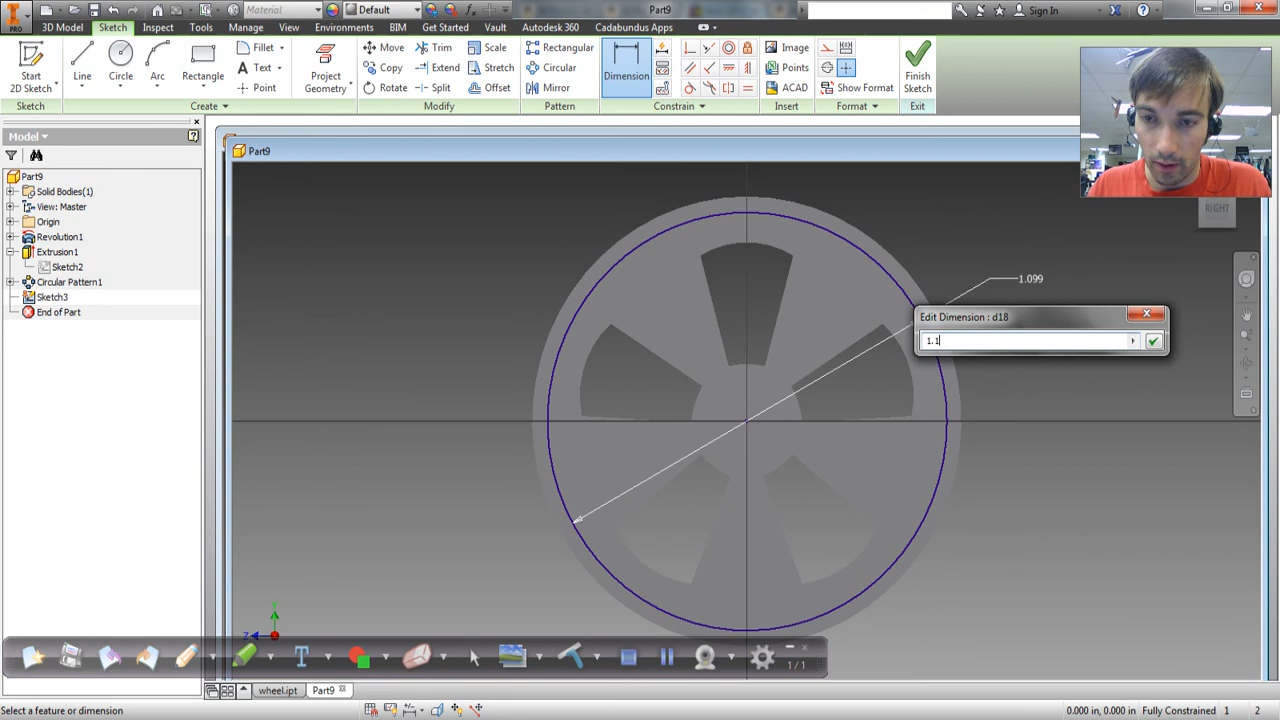 Material
Default
Part9
Sign In
PRO
3D Model
Sketch
Inspect
Tools
Manage
View
Environments
BIM
Get Started
Vault
Autodesk 360
Cadabundus Apps
Start
2D Sketch
Line
Circle
Arc
Rectangle
Fillet
Text
Point
Project
Geometry
Move
Copy
Rotate
Trim
Extend
Split
Scale
Stretch
Offset
Rectangular
Circular
Mirror
Dimension
Image
Points
ACAD
Show Format
Finish
Sketch
Sketch
Create
Modify
Pattern
Constrain
Insert
Format
Exit
Model
Part9
Solid Bodies(1)
View: Master
Origin
Revolution1
Extrusion1
Sketch2
Circular Pattern1
Sketch3
End of Part
Part9
RIGHT
1.099
Edit Dimension : d18
1.1
Z
1/1
wheel.ipt
Part9
Select a feature or dimension
0.000 in, 0.000 in
Fully Constrained
1
2